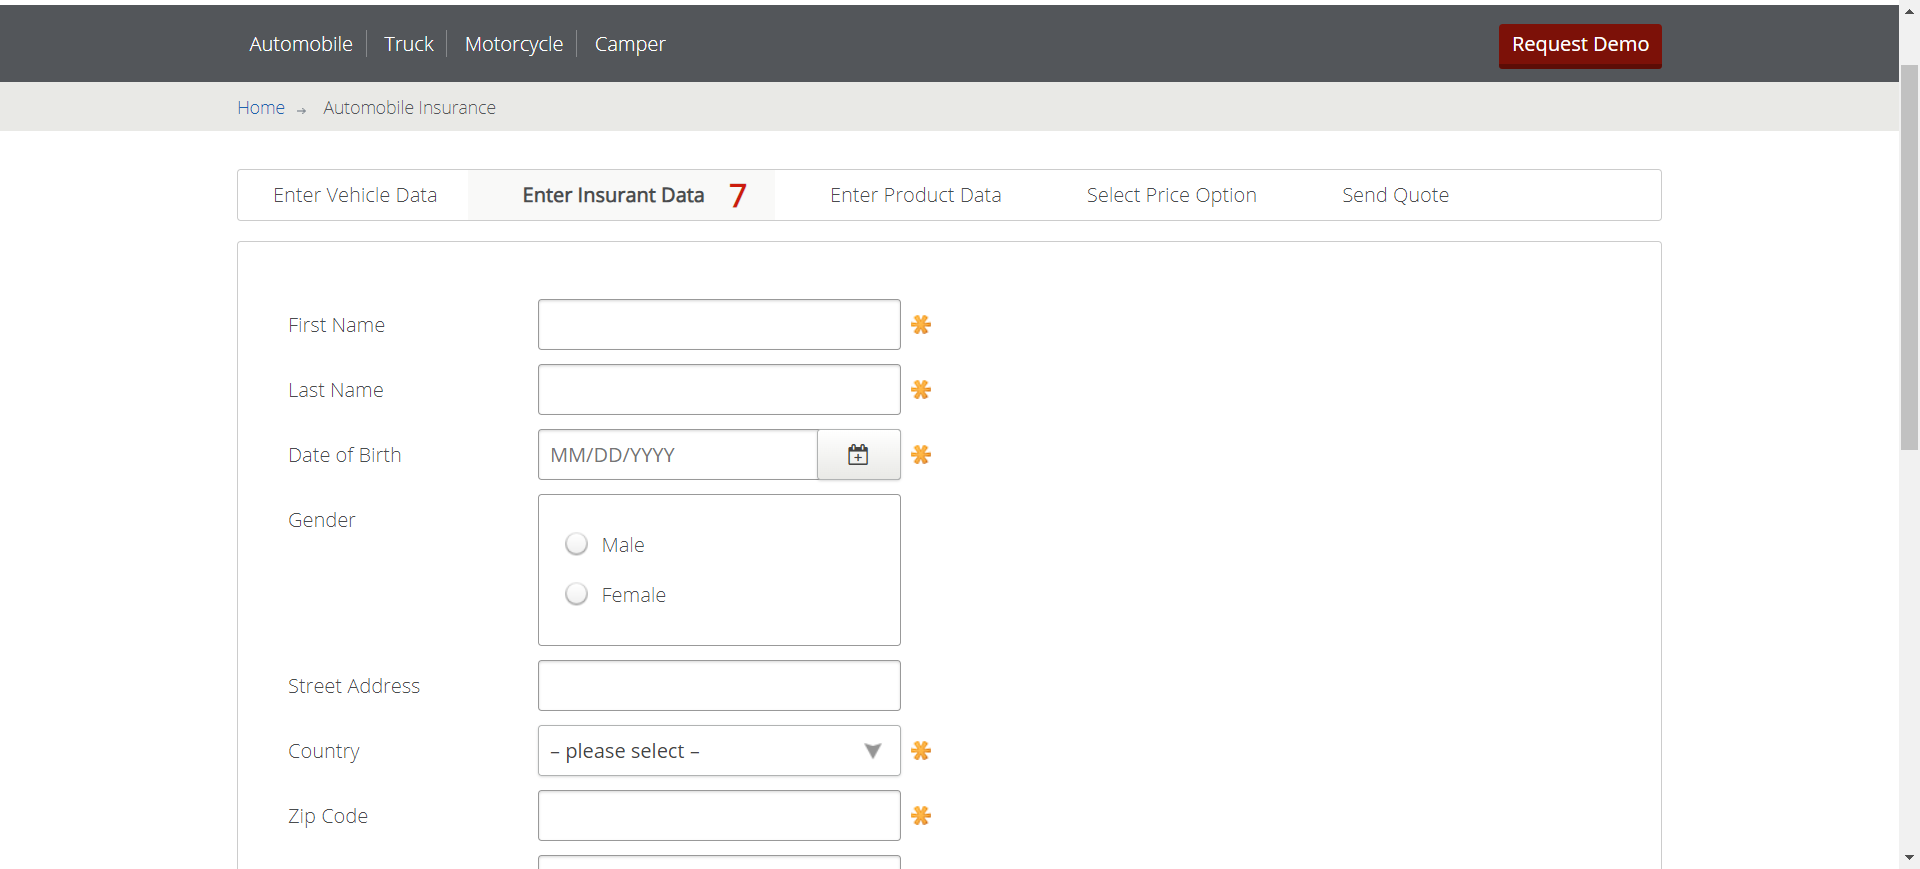 Automobile Truck Motorcycle Camper Request Demo
Home → Automobile Insurance
Enter Vehicle Data Enter Insurant Data 7 Enter Product Data Select Price Option Send Quote
First Name
Last Name
Date of Birth MM/DD/YYYY
Gender
Male
Female
Street Address
Country – please select –
Zip Code